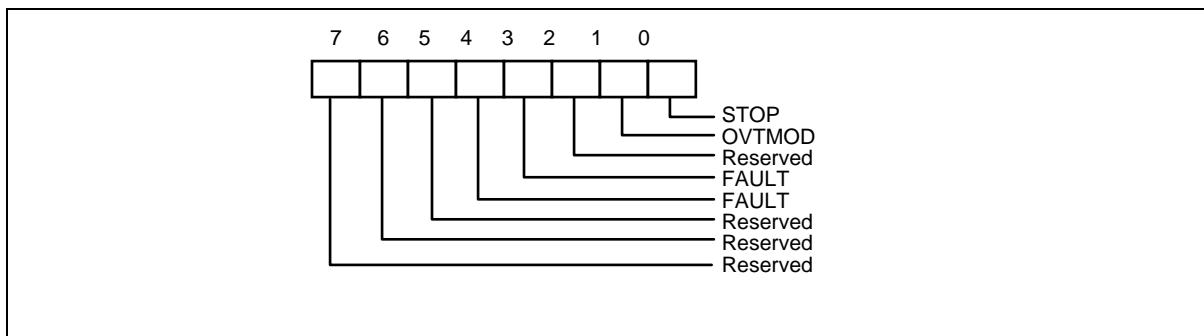 7 6 5 4 3 2 1 0
STOP
OVTMOD
Reserved
FAULT
FAULT
Reserved
Reserved
Reserved